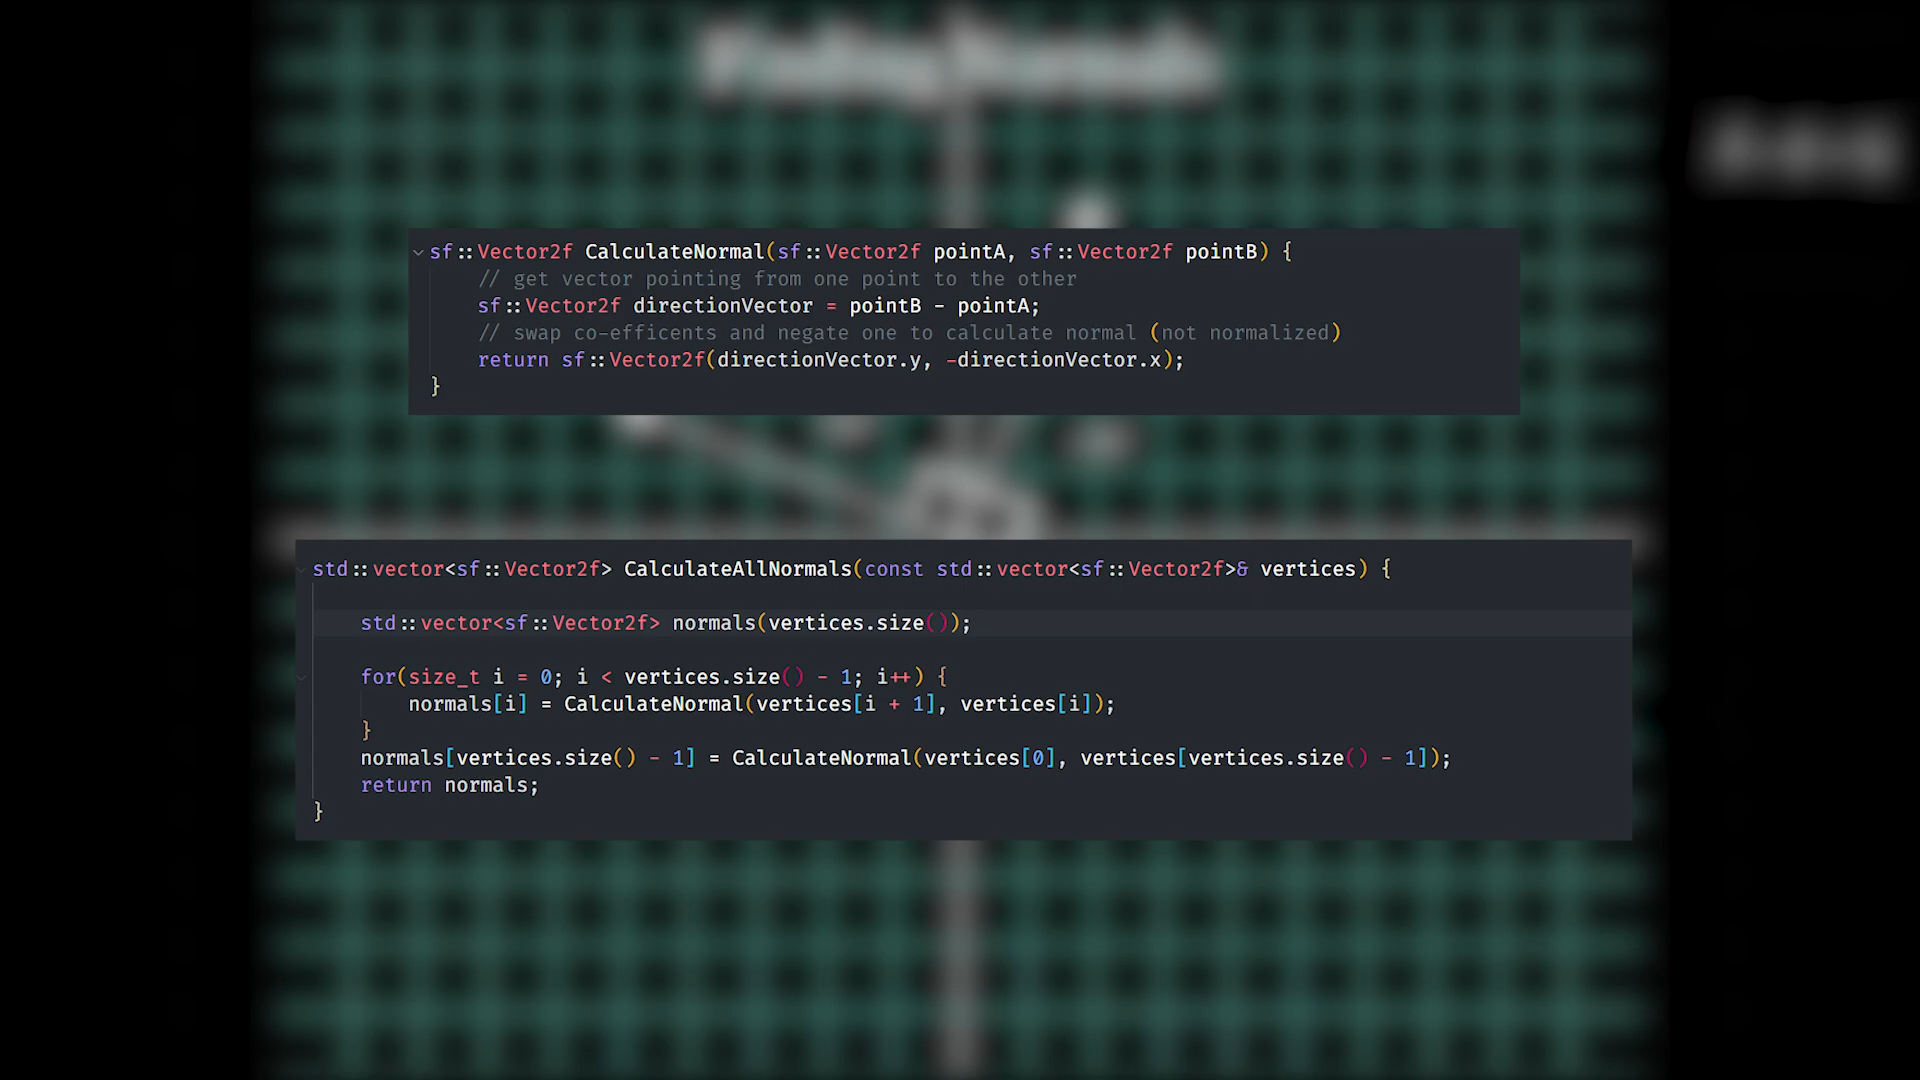 Finding Normals
sf::Vector2f CalculateNormal(sf::Vector2f pointA, sf::Vector2f pointB) {
// get vector pointing from one point to the other
sf::Vector2f directionVector = pointB - pointA;
// swap co-efficents and negate one to calculate normal (not normalized)
return sf::Vector2f(directionVector.y, -directionVector.x);
}
std::vector<sf::Vector2f> CalculateAllNormals(const std::vector<sf::Vector2f>& vertices) {
std::vector<sf::Vector2f> normals(vertices.size());
for(size_t i = 0; i < vertices.size() - 1; i++) {
normals[i] = CalculateNormal(vertices[i + 1], vertices[i]);
}
normals[vertices.size() - 1] = CalculateNormal(vertices[0], vertices[vertices.size() - 1]);
return normals;
}